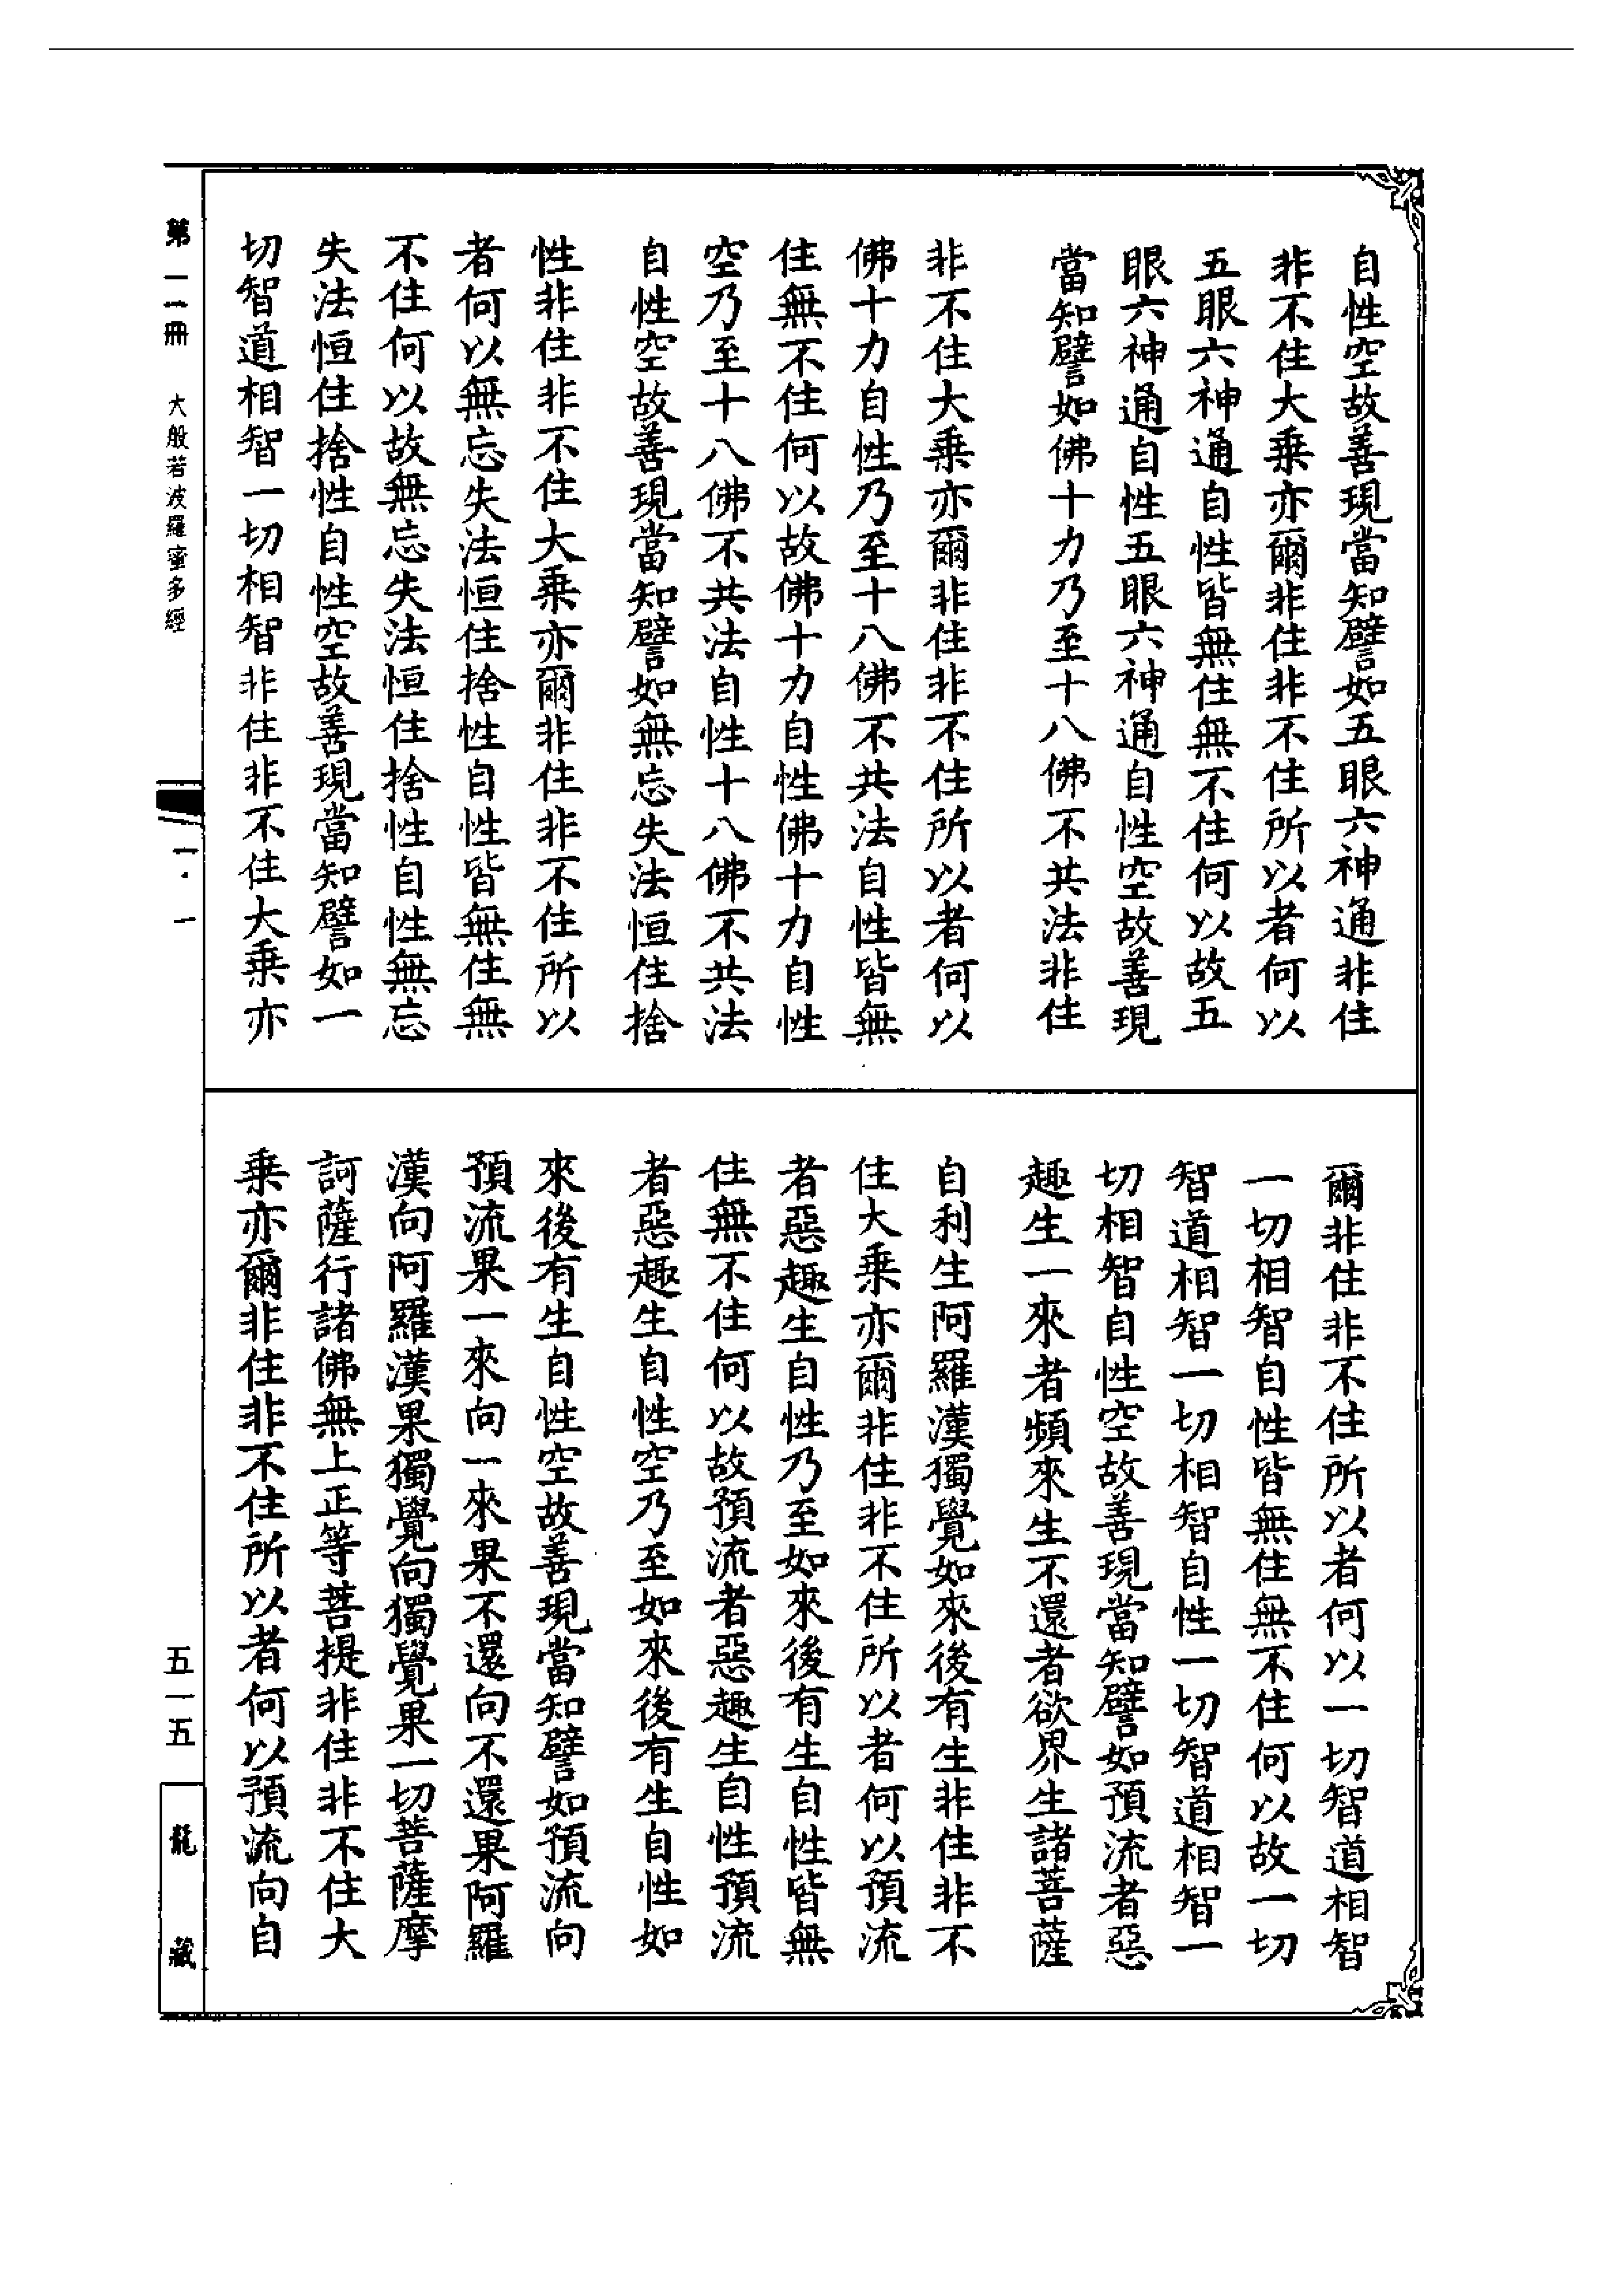 自性空故善現當知譬如五眼六神通非住
非不住大乗亦爾非住非不住所以者何以
五眼六神通自性皆無住無不住何以故五
眼六神通自性五眼六神通自性空故善現
當知譬如佛十力乃至十八佛不共法非住
非不住大乗亦爾非住非不住所以者何以
佛十力自性乃至十八佛不共法自性皆無
住無不住何以故佛十力自性佛十力自性
空乃至十八佛不共法自性十八佛不共法
自性空故善現當知譬如無忘失法恒住捨
性非住非不住大乗亦爾非住非不住所以
者何以無忘失法恒住捨性自性皆無住無
不住何以故無忘失法恒住捨性自性無忘
失法恒住捨性自性空故善現當知譬如一
切智道相智一切相智非住非不住大乗亦
爾非住非不住所以者何以一切智道相智
一切相智自性皆無住無不住何以故一切
智道相智一切相智自性一切智道相智一
切相智自性空故善現當知譬如預流者惡
趣生一來者頻來生不還者欲界生諸菩薩
自利生阿羅漢獨覺如來後有生非住非不
住大乗亦爾非住非不住所以者何以預流
者惡趣生自性乃至如來後有生自性皆無
住無不住何以故預流者惡趣生自性預流
者惡趣生自性空乃至如來後有生自性如
來後有生自性空故善現當知譬如預流向
預流果一來向一來果不還向不還果阿羅
漢向阿羅漢果獨覺向獨覺果一切菩薩摩
訶薩行諸佛無上正等菩提非住非不住大
乗亦爾非住非不住所以者何以預流向自
第一一冊 大般若波羅蜜多經
一·一
五一五
龍藏